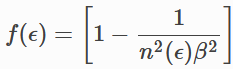 f(ϵ) = [1 − 1/(n²(ϵ)β²)]